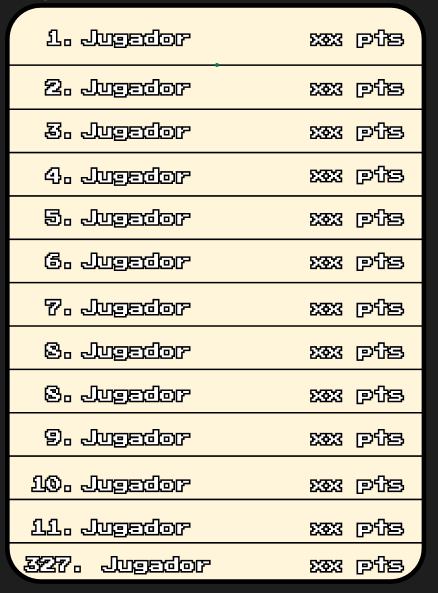 1. Jugador xx pts
2. Jugador xx pts
3. Jugador xx pts
4. Jugador xx pts
5. Jugador xx pts
6. Jugador xx pts
7. Jugador xx pts
8. Jugador xx pts
8. Jugador xx pts
9. Jugador xx pts
10. Jugador xx pts
11. Jugador xx pts
327. Jugador xx pts